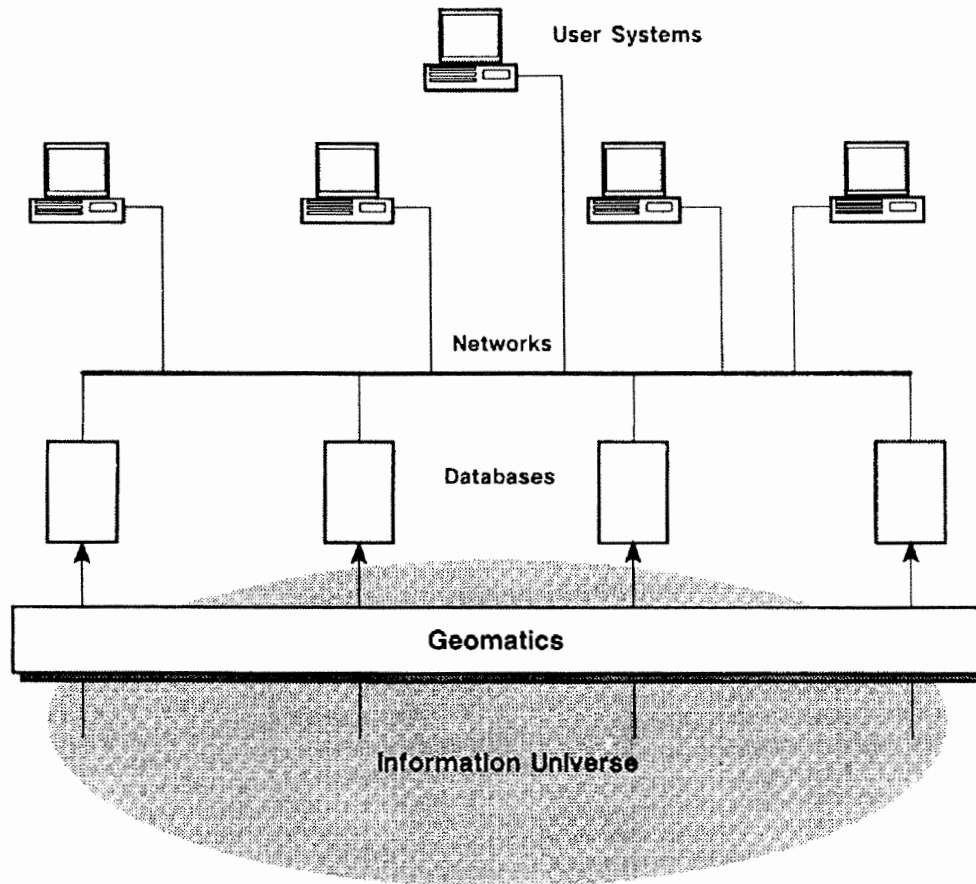 User Systems
Networks
Databases
Geomatics
Information Universe